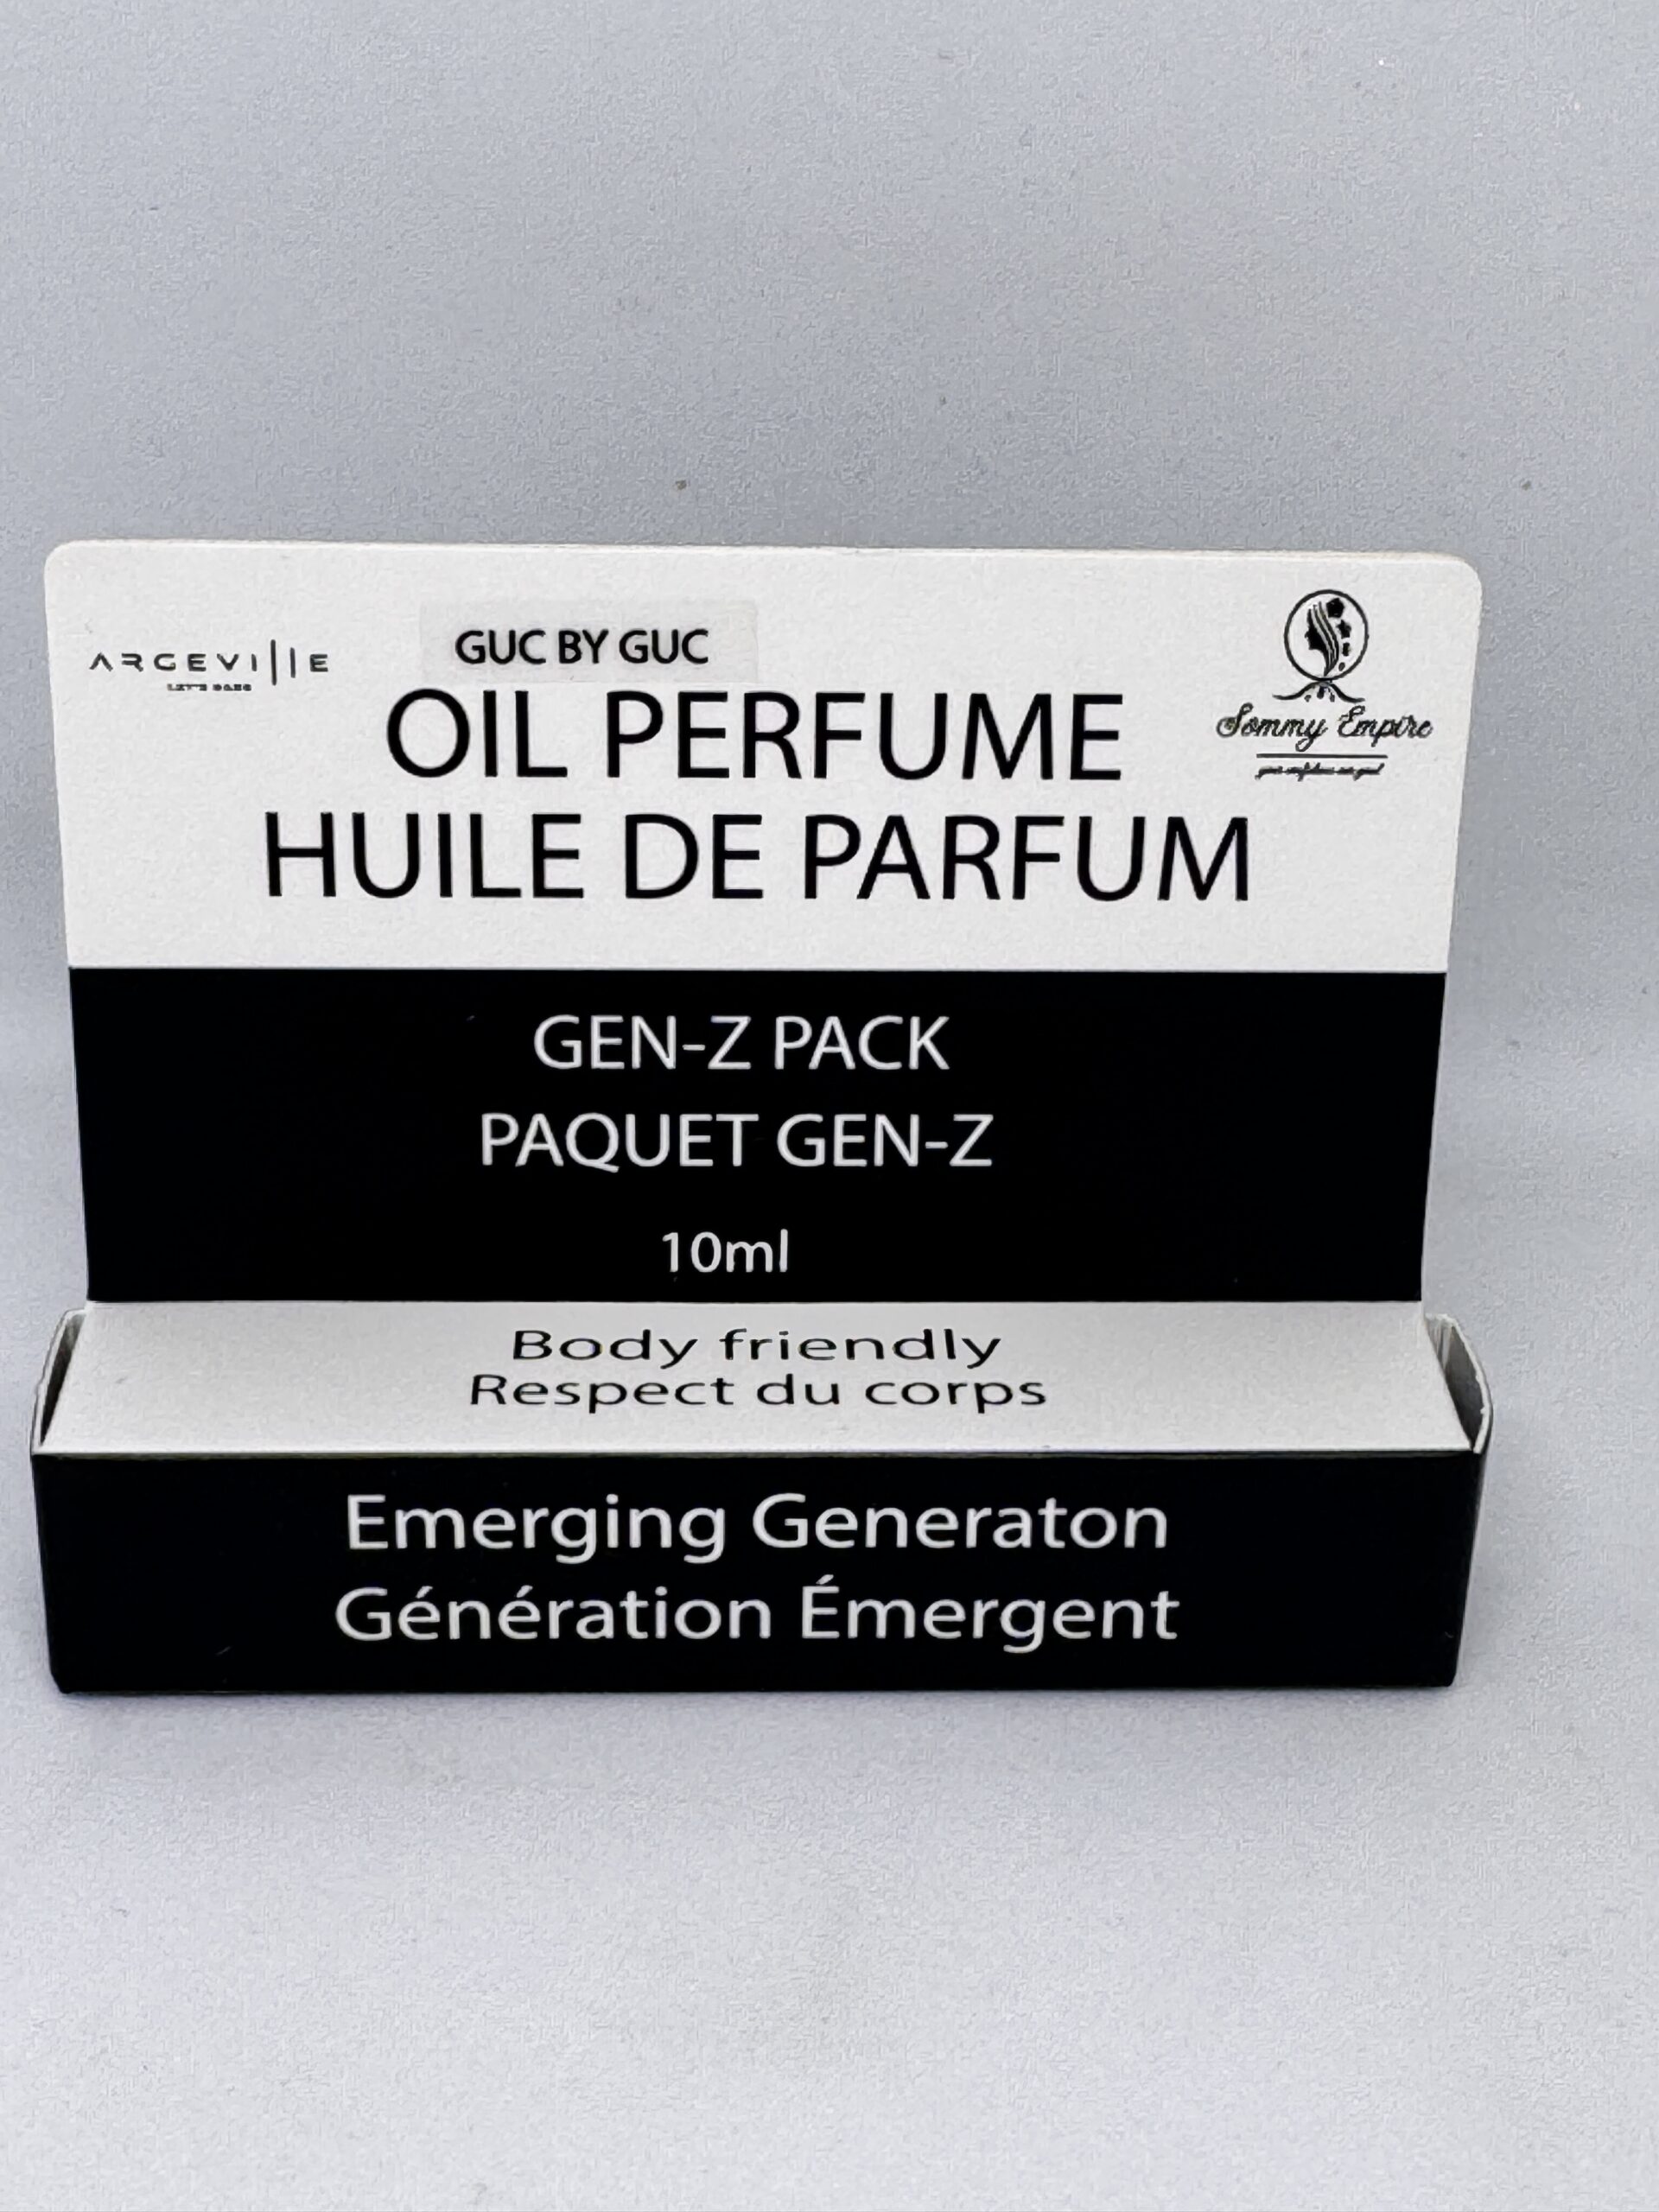 ARGEVIllE
GUC BY GUC
OIL PERFUME
HUILE DE PARFUM
Sommy Empire
GEN-Z PACK
PAQUET GEN-Z
10ml
Body friendly
Respect du corps
Emerging Generaton
Génération Émergent